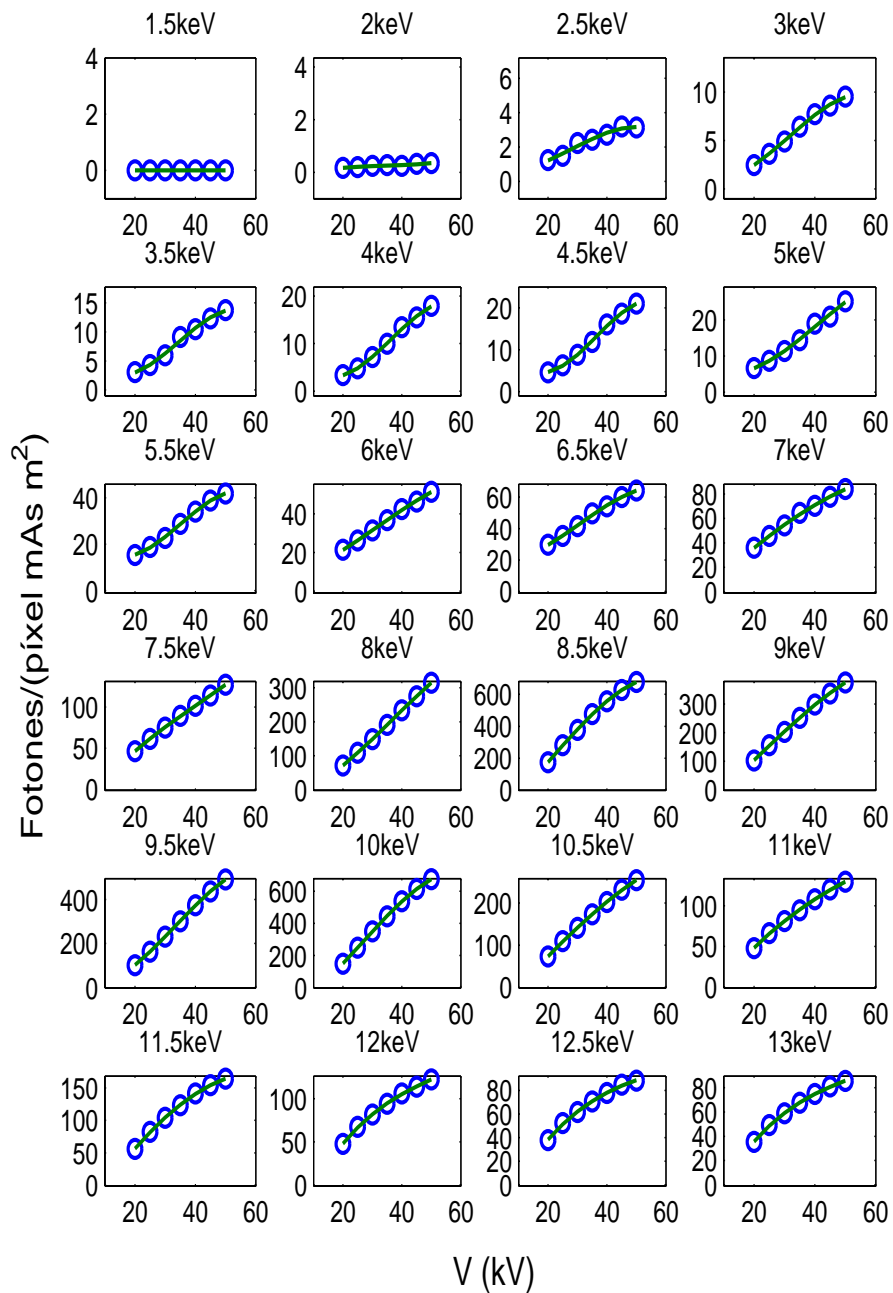 1.5keV 2keV 2.5keV 3keV
4 4 6 10
2 2 4 5
0 0 2 0
0
20 40 60 20 40 60 20 40 60 20 40 60
3.5keV 4keV 4.5keV 5keV
15 20 20 20
10 10 10 10
5 0 0 0
0
20 40 60 20 40 60 20 40 60 20 40 60
5.5keV 6keV 6.5keV 7keV
40 40 60 80
20 20 40 60
0 0 20 40
0 20
0
20 40 60 20 40 60 20 40 60 20 40 60
7.5keV 8keV 8.5keV 9keV
100 300 600 300
50 200 400 200
0 100 200 100
0 0 0
20 40 60 20 40 60 20 40 60 20 40 60
9.5keV 10keV 10.5keV 11keV
400 600 200 100
200 400 100 50
0 200 0 0
0
20 40 60 20 40 60 20 40 60 20 40 60
11.5keV 12keV 12.5keV 13keV
150 100 80 80
100 50 60 60
50 0 40 40
0 20 20
0 0
20 40 60 20 40 60 20 40 60 20 40 60
Fotones/(píxel mAs m²)
V (kV)